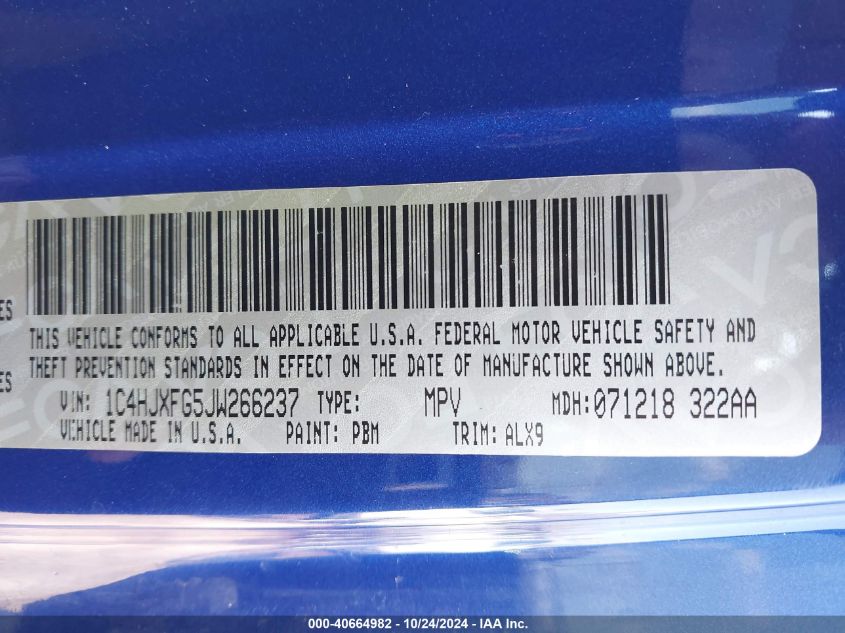 ES
THIS VEHICLE CONFORMS TO ALL APPLICABLE U.S.A. FEDERAL MOTOR VEHICLE SAFETY AND
THEFT PREVENTION STANDARDS IN EFFECT ON THE DATE OF MANUFACTURE SHOWN ABOVE.
ES
VIN: 1C4HJXFG5JW266237 TYPE: MPV MDH:071218 322AA
VEHICLE MADE IN U.S.A. PAINT: PBM TRIM: ALX9
000-40664982 - 10/24/2024 - IAA Inc.